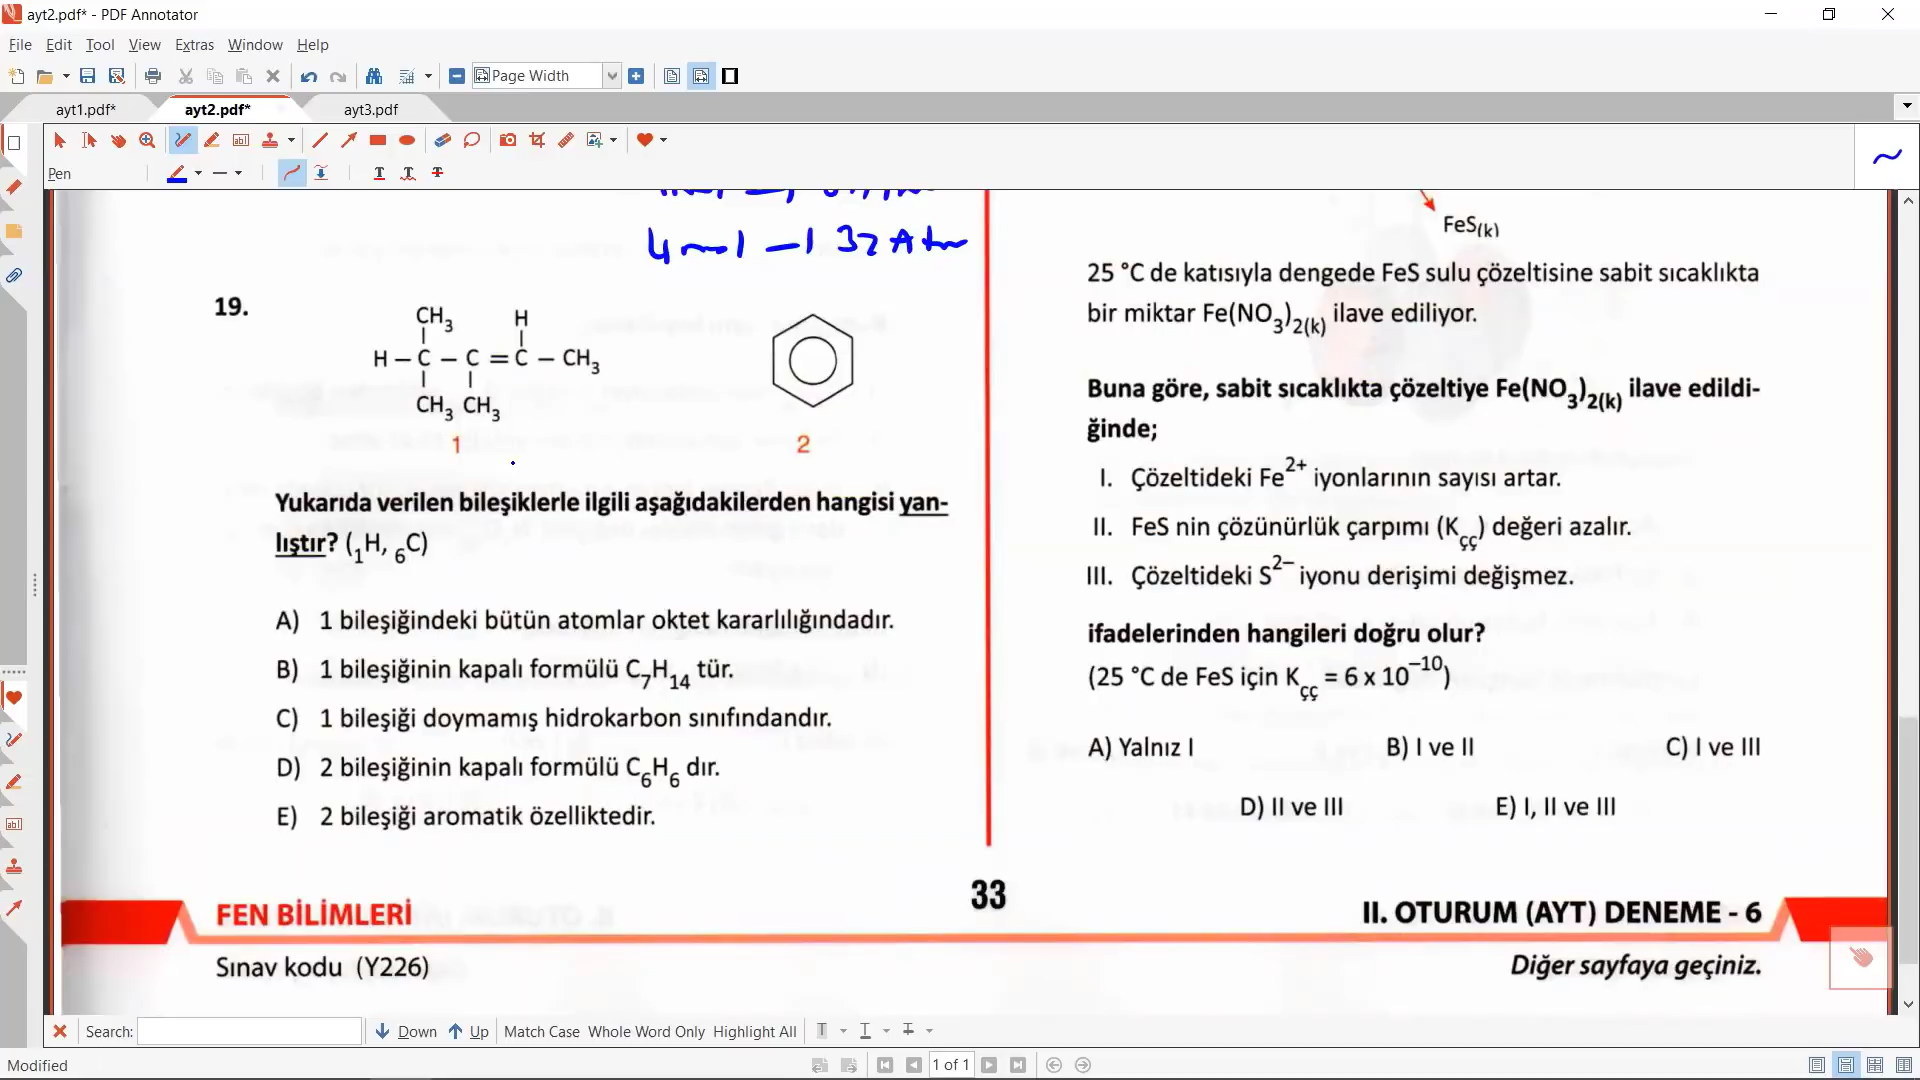 ayt2.pdf* - PDF Annotator
File Edit Tool View Extras Window Help
Page Width
ayt1.pdf* ayt2.pdf* ayt3.pdf
Pen
4 mol → 32 Atm
19.
CH3 H
H – C – C = C – CH3
CH3 CH3
1 2
Yukarıda verilen bileşiklerle ilgili aşağıdakilerden hangisi yan-
lıştır? (1H, 6C)
A) 1 bileşiğindeki bütün atomlar oktet kararlılığındadır.
B) 1 bileşiğinin kapalı formülü C7H14 tür.
C) 1 bileşiği doymamış hidrokarbon sınıfındandır.
D) 2 bileşiğinin kapalı formülü C6H6 dır.
E) 2 bileşiği aromatik özelliktedir.
FeS(k)
25 °C de katısıyla dengede FeS sulu çözeltisine sabit sıcaklıkta
bir miktar Fe(NO3)2(k) ilave ediliyor.
Buna göre, sabit sıcaklıkta çözeltiye Fe(NO3)2(k) ilave edildi-
ğinde;
I. Çözeltideki Fe2+ iyonlarının sayısı artar.
II. FeS nin çözünürlük çarpımı (Kçç) değeri azalır.
III. Çözeltideki S2– iyonu derişimi değişmez.
ifadelerinden hangileri doğru olur?
(25 °C de FeS için Kçç = 6 x 10–10)
A) Yalnız I B) I ve II C) I ve III
D) II ve III E) I, II ve III
33
FEN BİLİMLERİ
II. OTURUM (AYT) DENEME - 6
Sınav kodu (Y226)
Diğer sayfaya geçiniz.
Search: Down Up Match Case Whole Word Only Highlight All
Modified
1 of 1